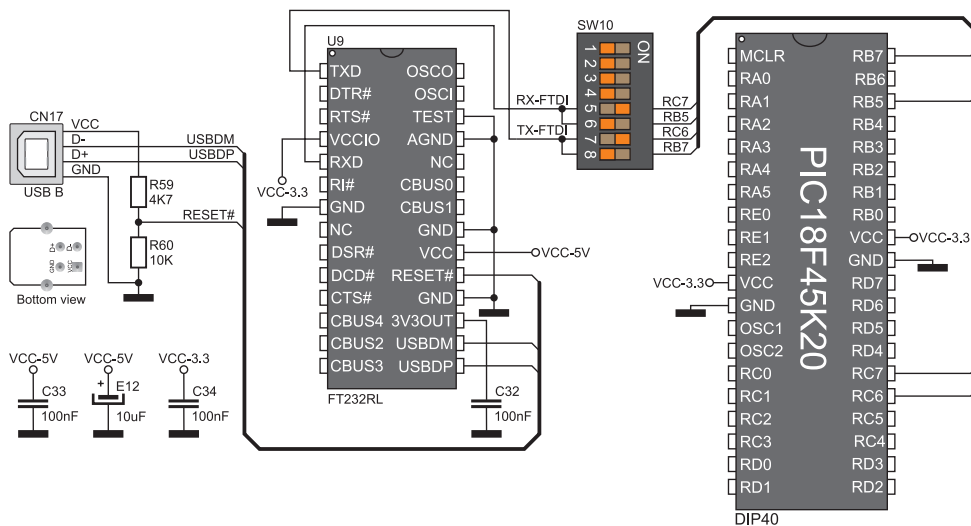 CN17
VCC
D-
D+
GND
USB B
USBDM
USBDP
R59
4K7
RESET#
R60
10K
D+
D-
GND
VCC
Bottom view
VCC-5V
C33
100nF
VCC-5V
+
E12
10uF
VCC-3.3
C34
100nF
U9
TXD
DTR#
RTS#
VCCIO
RXD
RI#
GND
NC
DSR#
DCD#
CTS#
CBUS4
CBUS2
CBUS3
OSCO
OSCI
TEST
AGND
NC
CBUS0
CBUS1
GND
VCC
RESET#
GND
3V3OUT
USBDM
USBDP
FT232RL
VCC-3.3
VCC-5V
C32
100nF
SW10
ON
1
2
3
4
5
6
7
8
RX-FTDI
TX-FTDI
RC7
RB5
RC6
RB7
MCLR
RA0
RA1
RA2
RA3
RA4
RA5
RE0
RE1
RE2
VCC
GND
OSC1
OSC2
RC0
RC1
RC2
RC3
RD0
RD1
PIC18F45K20
RB7
RB6
RB5
RB4
RB3
RB2
RB1
RB0
VCC
GND
RD7
RD6
RD5
RD4
RC7
RC6
RC5
RC4
RD3
RD2
VCC-3.3
VCC-3.3
DIP40